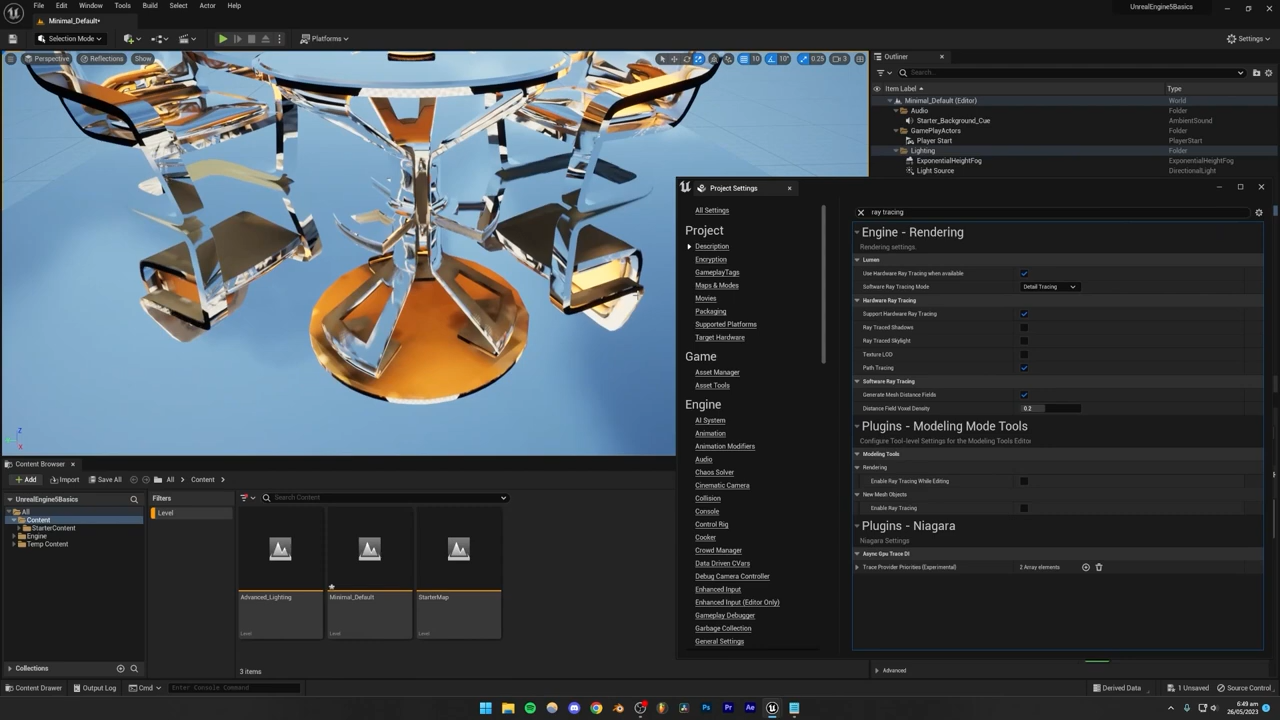 File Edit Window Tools Build Select Actor Help
UnrealEngine5Basics
Minimal_Default*
Selection Mode
Platforms
Settings
Perspective Reflections Show
10 10° 0.25 3
Outliner
Search...
Item Label Type
Minimal_Default (Editor) World
Audio Folder
Starter_Background_Cue AmbientSound
GamePlayActors Folder
Player Start PlayerStart
Lighting Folder
ExponentialHeightFog ExponentialHeightFog
Light Source DirectionalLight
Project Settings
All Settings
Project
Description
Encryption
GameplayTags
Maps & Modes
Movies
Packaging
Supported Platforms
Target Hardware
Game
Asset Manager
Asset Tools
Engine
AI System
Animation
Animation Modifiers
Audio
Chaos Solver
Cinematic Camera
Collision
Console
Control Rig
Cooker
Crowd Manager
Data Driven CVars
Debug Camera Controller
Enhanced Input
Enhanced Input (Editor Only)
Gameplay Debugger
Garbage Collection
General Settings
ray tracing
Engine - Rendering
Rendering settings.
Lumen
Use Hardware Ray Tracing when available
Software Ray Tracing Mode Detail Tracing
Hardware Ray Tracing
Support Hardware Ray Tracing
Ray Traced Shadows
Ray Traced Skylight
Texture LOD
Path Tracing
Software Ray Tracing
Generate Mesh Distance Fields
Distance Field Voxel Density 0.2
Plugins - Modeling Mode Tools
Configure Tool-level Settings for the Modeling Tools Editor
Modeling Tools
Rendering
Enable Ray Tracing While Editing
New Mesh Objects
Enable Ray Tracing
Plugins - Niagara
Niagara Settings
Async Gpu Trace DI
Trace Provider Priorities (Experimental) 2 Array elements
Advanced
Z
X
Content Browser
Add Import Save All All Content
UnrealEngine5Basics
All
Content
StarterContent
Engine
Temp Content
Filters
Level
Search Content
Advanced_Lighting
Level
Minimal_Default
Level
StarterMap
Level
Collections
3 items
Content Drawer Output Log Cmd Enter Console Command
Derived Data 1 Unsaved Source Control
Ps Pr Ae
6:49 am
26/05/2023